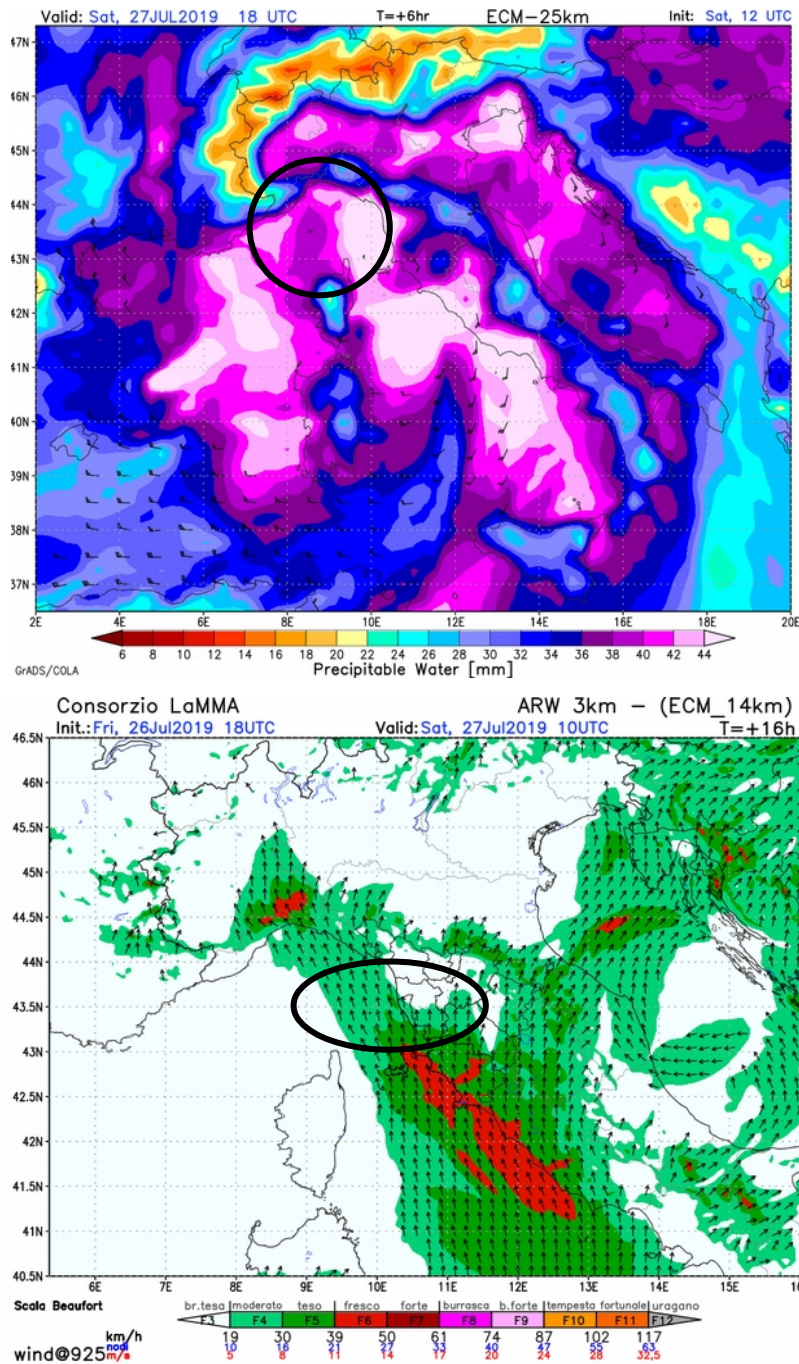 Valid: Sat, 27JUL2019 18 UTC T=+6hr ECM-25km Init: Sat, 12 UTC
47N
46N
45N
44N
43N
42N
41N
40N
39N
38N
37N
2E 4E 6E 8E 10E 12E 14E 16E 18E 20E
6 8 10 12 14 16 18 20 22 24 26 28 30 32 34 36 38 40 42 44
GrADS/COLA Precipitable Water [mm]
Consorzio LaMMA ARW 3km - (ECM_14km)
Init.:Fri, 26Jul2019 18UTC Valid:Sat, 27Jul2019 10UTC T=+16h
46.5N
46N
45.5N
45N
44.5N
44N
43.5N
43N
42.5N
42N
41.5N
41N
40.5N
6E 7E 8E 9E 10E 11E 12E 13E 14E 15E
Scala Beaufort br.tesa moderato teso fresco forte burrasca b.forte tempesta fortunale uragano
F3 F4 F5 F6 F7 F8 F9 F10 F11 F12
km/h 19 30 39 50 61 74 87 102 117
nodi 10 16 21 27 33 40 47 55 63
wind@925 m/s 5 8 11 14 17 20 24 28 32,5